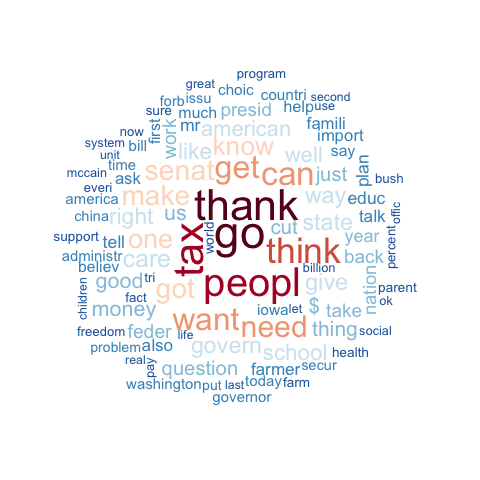 program
great
choic countri second
forb issu
sure much presid help use
now mr american famili
system bill first work import
unit time like know well say
mccain ask senat get can just plan
everi bush
america make thank way educ
china right us talk offic
one go state
support tell care tax world cut year percent
administr think back
believ got peopl billion nation
good tri give parent
children fact iowa let $ take ok
money want need thing
freedom feder life social
problem also govern school health
real pay question farmer secur
washington put last today farm
governor